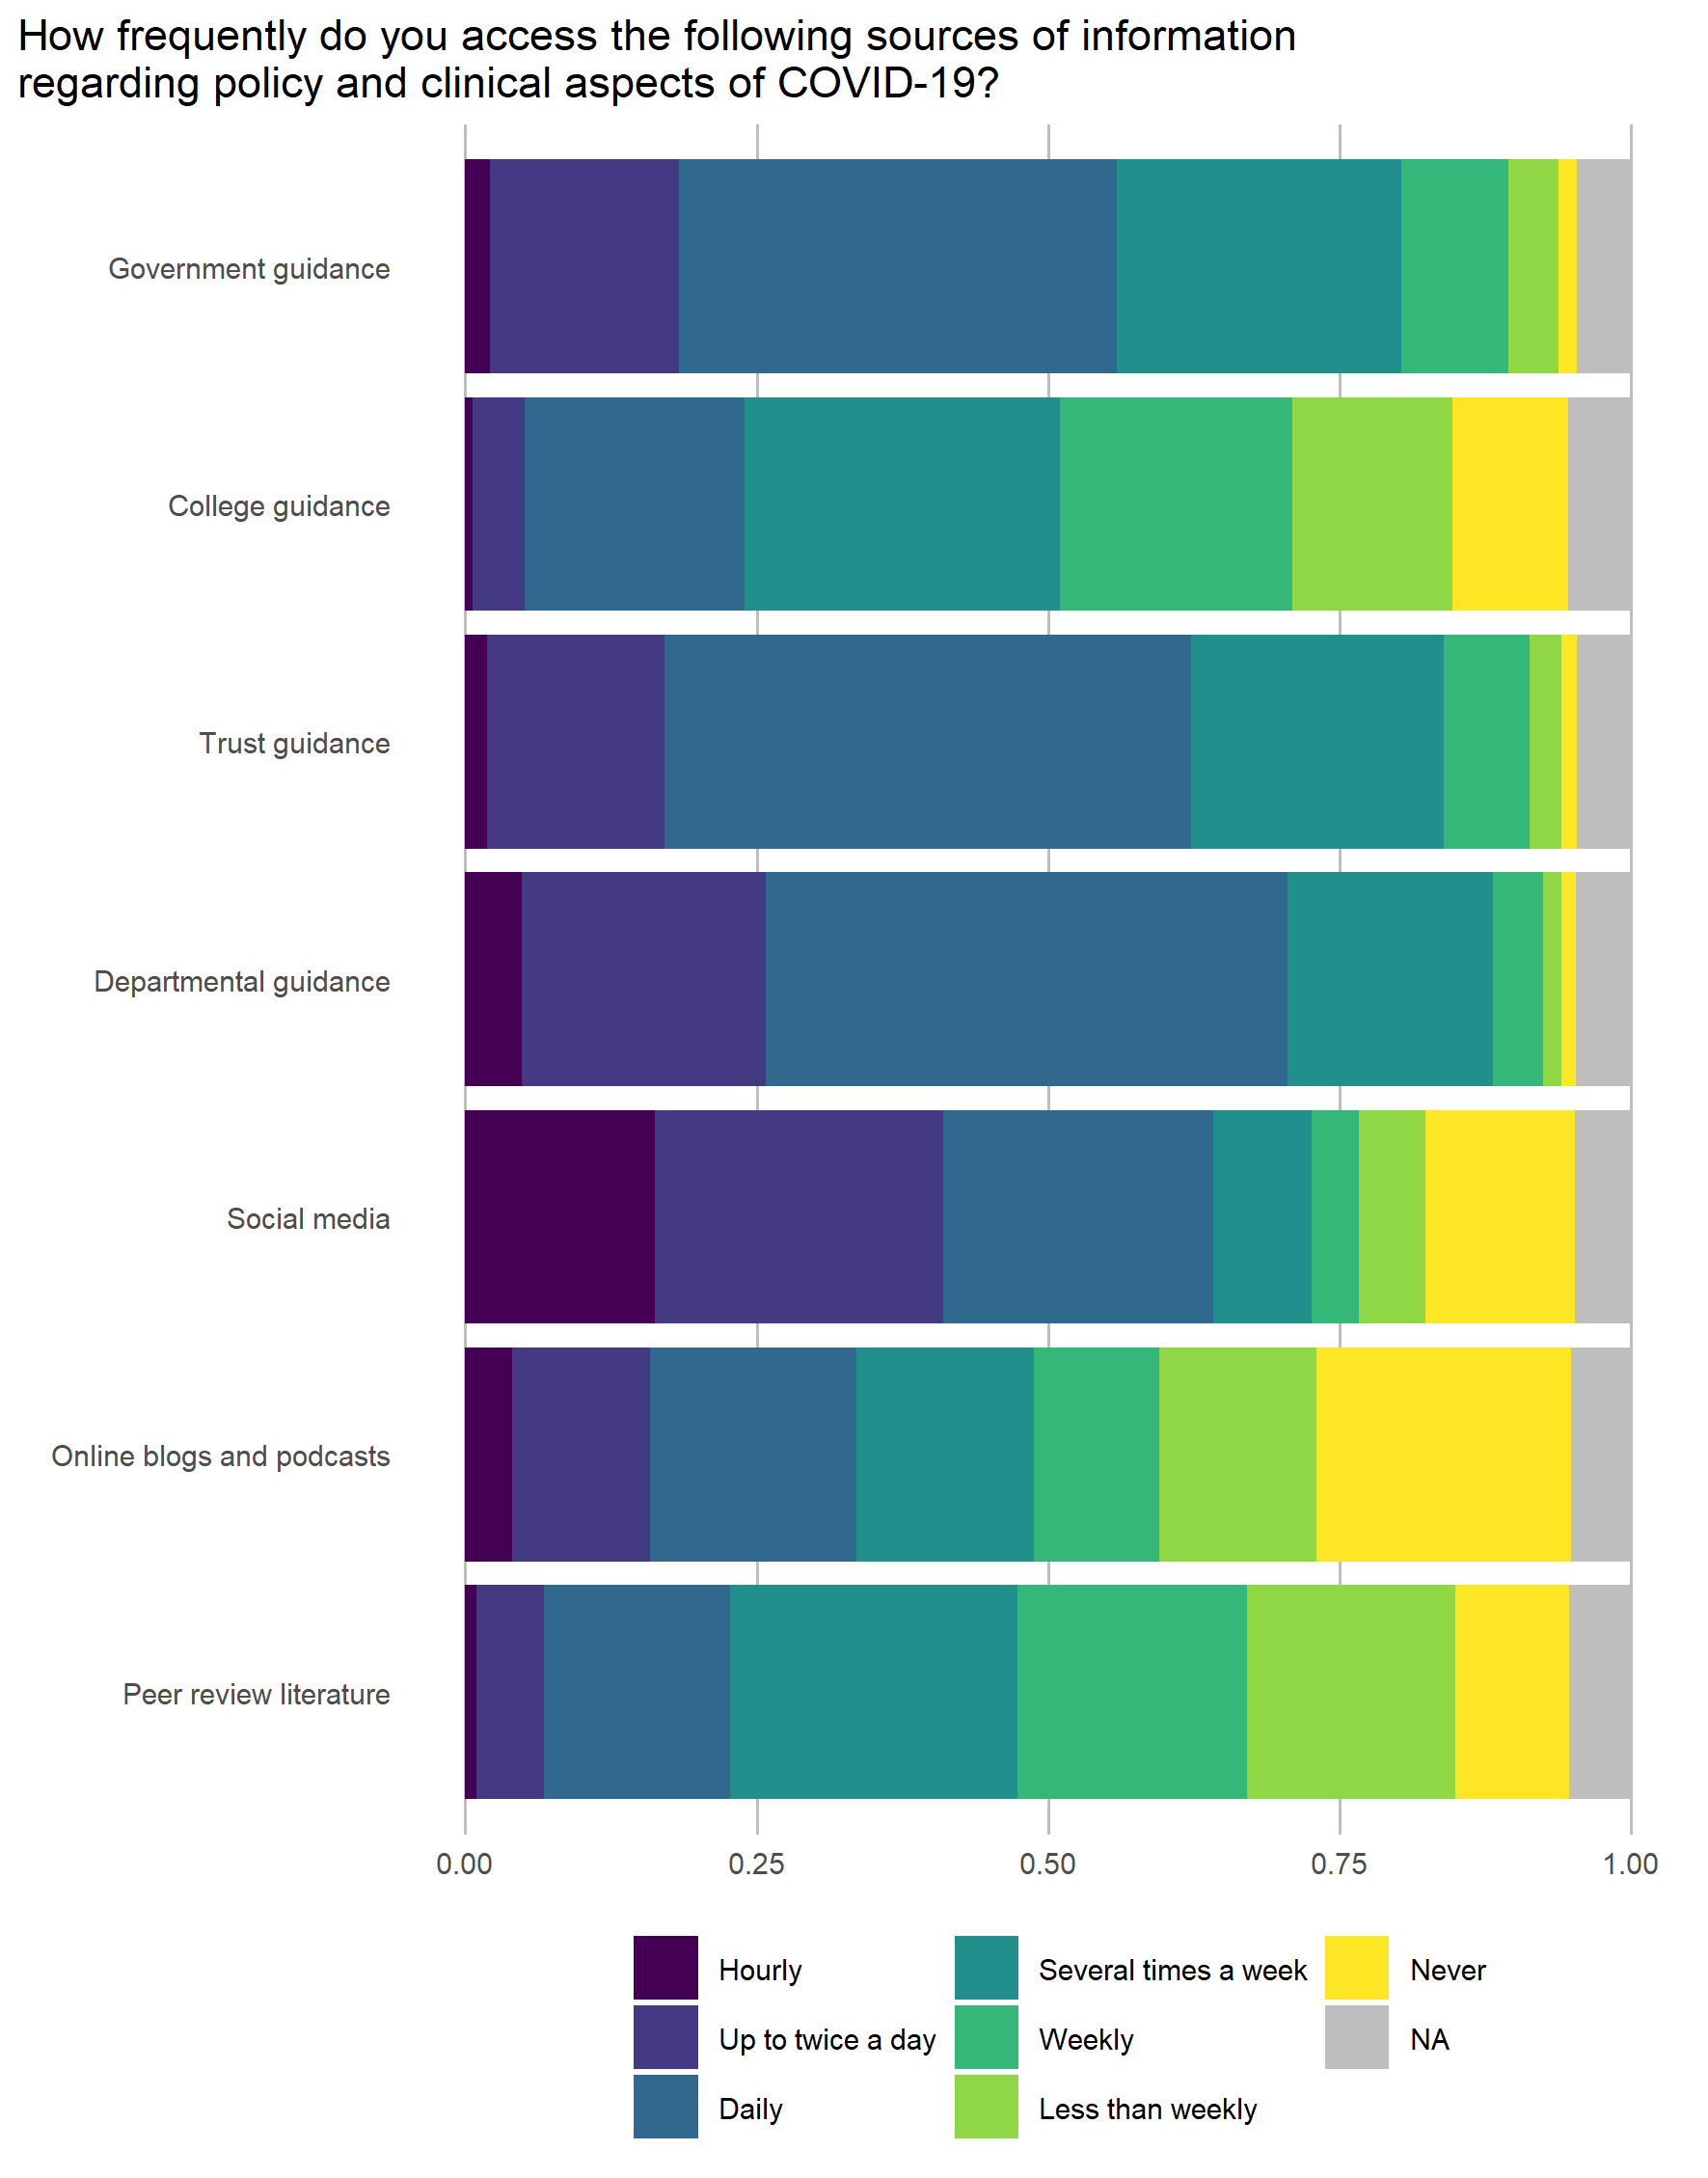 How frequently do you access the following sources of information
regarding policy and clinical aspects of COVID-19?
Government guidance
College guidance
Trust guidance
Departmental guidance
Social media
Online blogs and podcasts
Peer review literature
0.00 0.25 0.50 0.75 1.00
Hourly Several times a week Never
Up to twice a day Weekly NA
Daily Less than weekly